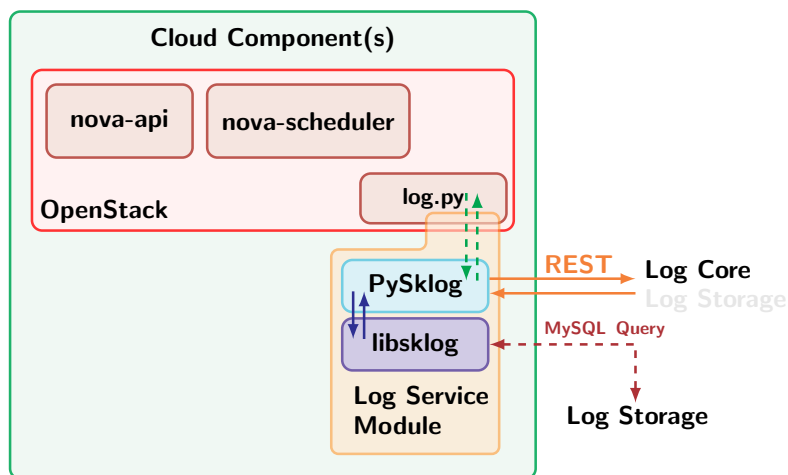 Cloud Component(s)
nova-api
nova-scheduler
log.py
OpenStack
PySklog
REST
Log Core
Log Storage
libsklog
MySQL Query
Log Service
Module
Log Storage